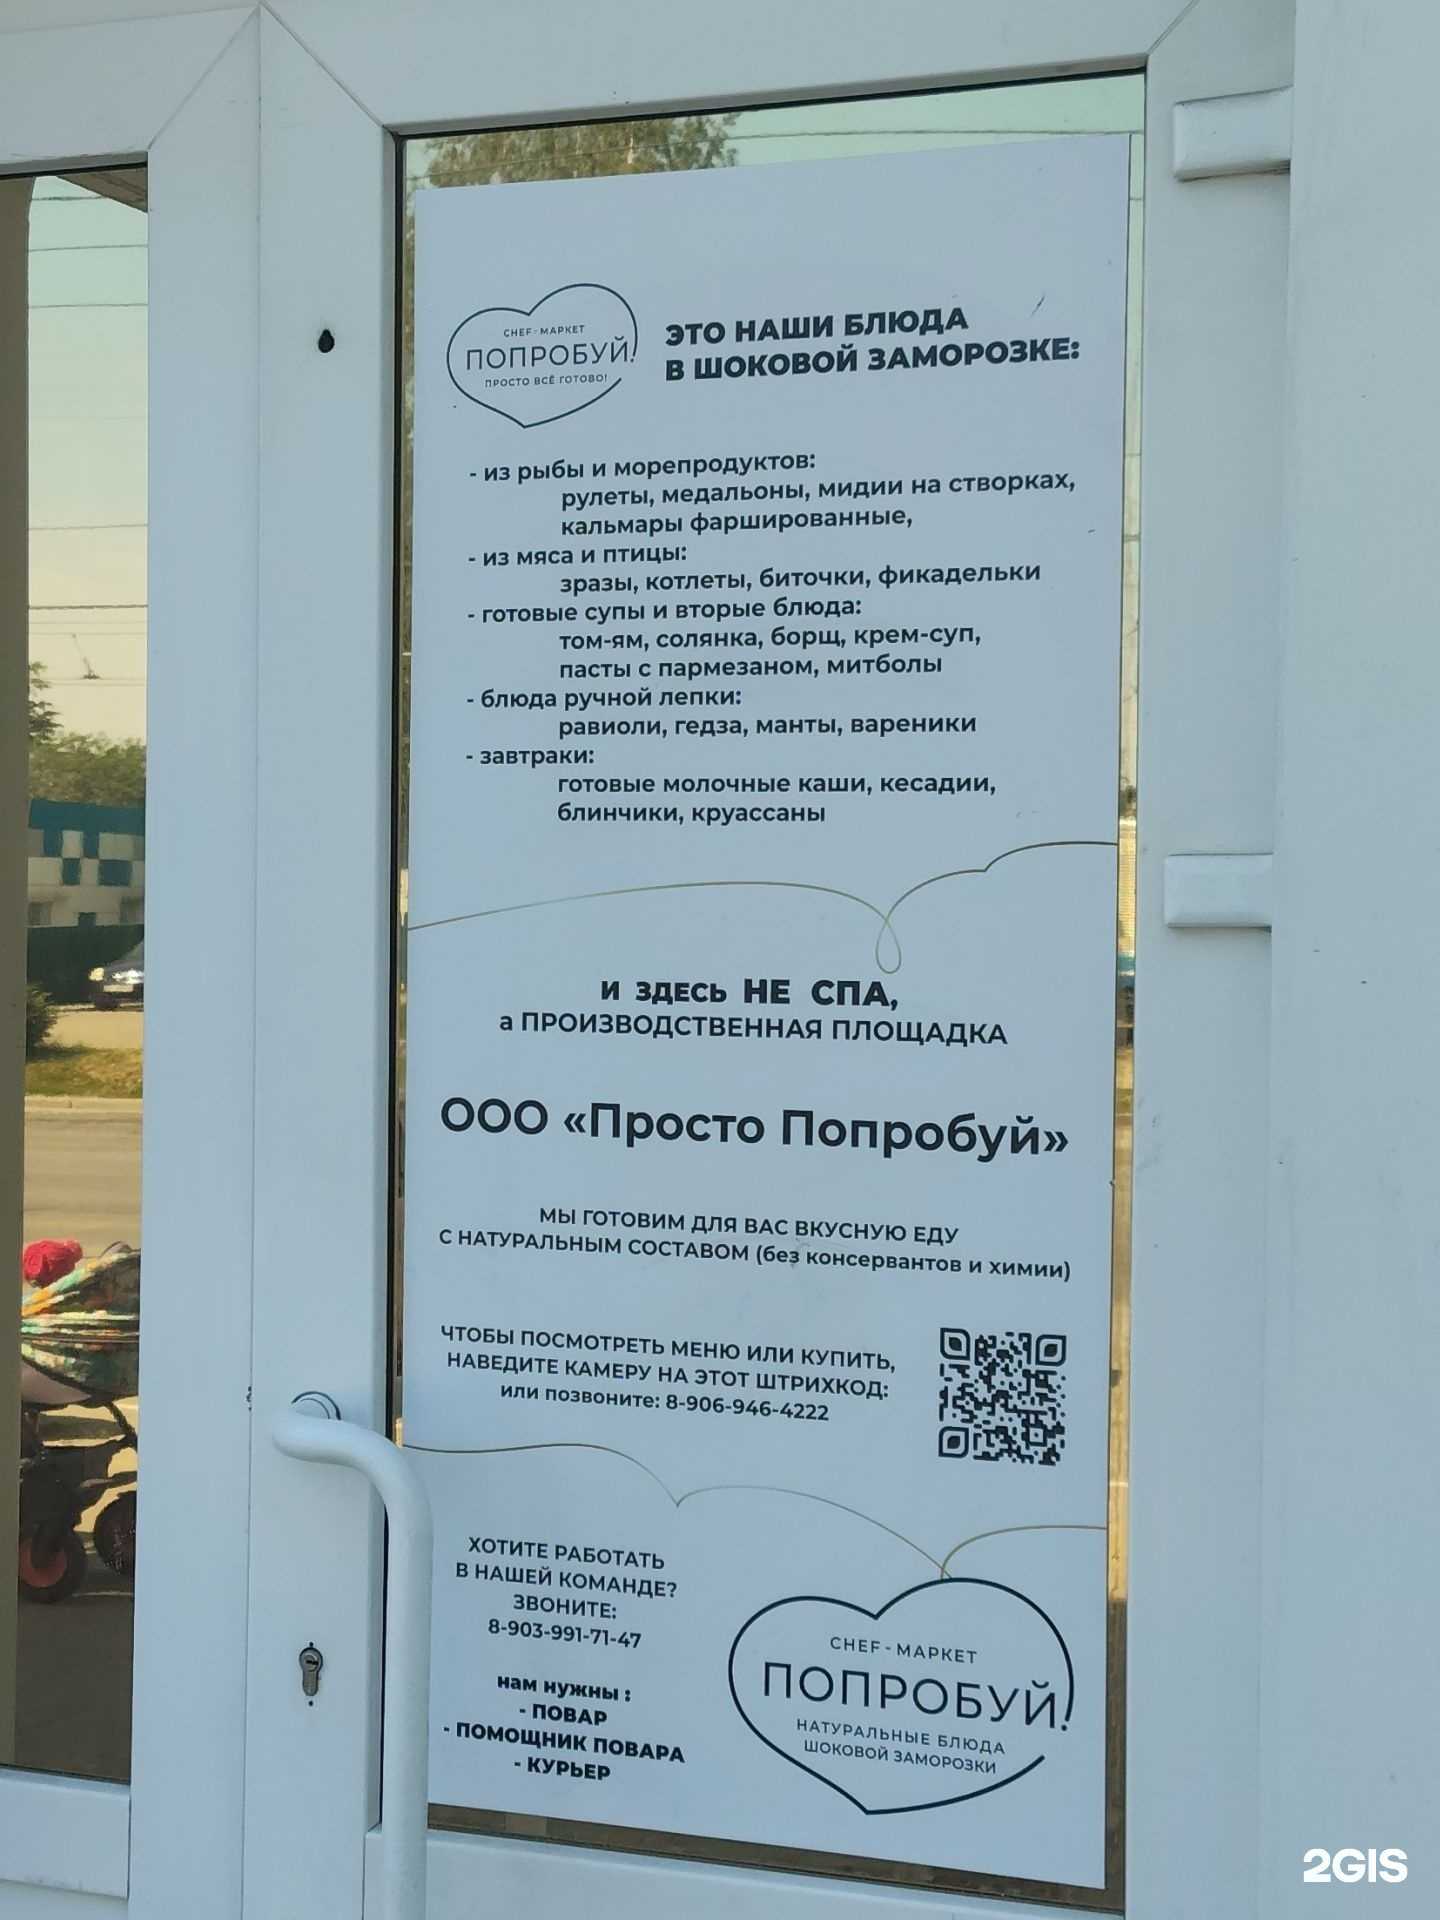 CHEF-МАРКЕТ
ПОПРОБУЙ!
ПРОСТО ВСЁ ГОТОВО!
ЭТО НАШИ БЛЮДА
В ШОКОВОЙ ЗАМОРОЗКЕ:
- из рыбы и морепродуктов:
рулеты, медальоны, мидии на створках,
кальмары фаршированные,
- из мяса и птицы:
зразы, котлеты, биточки, фикадельки
- готовые супы и вторые блюда:
том-ям, солянка, борщ, крем-суп,
пасты с пармезаном, митболы
- блюда ручной лепки:
равиоли, гедза, манты, вареники
- завтраки:
готовые молочные каши, кесадии,
блинчики, круассаны
И ЗДЕСЬ НЕ СПА,
а ПРОИЗВОДСТВЕННАЯ ПЛОЩАДКА
ООО «Просто Попробуй»
МЫ ГОТОВИМ ДЛЯ ВАС ВКУСНУЮ ЕДУ
С НАТУРАЛЬНЫМ СОСТАВОМ (без консервантов и химии)
ЧТОБЫ ПОСМОТРЕТЬ МЕНЮ ИЛИ КУПИТЬ,
НАВЕДИТЕ КАМЕРУ НА ЭТОТ ШТРИХКОД:
или позвоните: 8-906-946-4222
ХОТИТЕ РАБОТАТЬ
В НАШЕЙ КОМАНДЕ?
ЗВОНИТЕ:
8-903-991-71-47
нам нужны :
- ПОВАР
- ПОМОЩНИК ПОВАРА
- КУРЬЕР
CHEF-МАРКЕТ
ПОПРОБУЙ!
НАТУРАЛЬНЫЕ БЛЮДА
ШОКОВОЙ ЗАМОРОЗКИ
2GIS